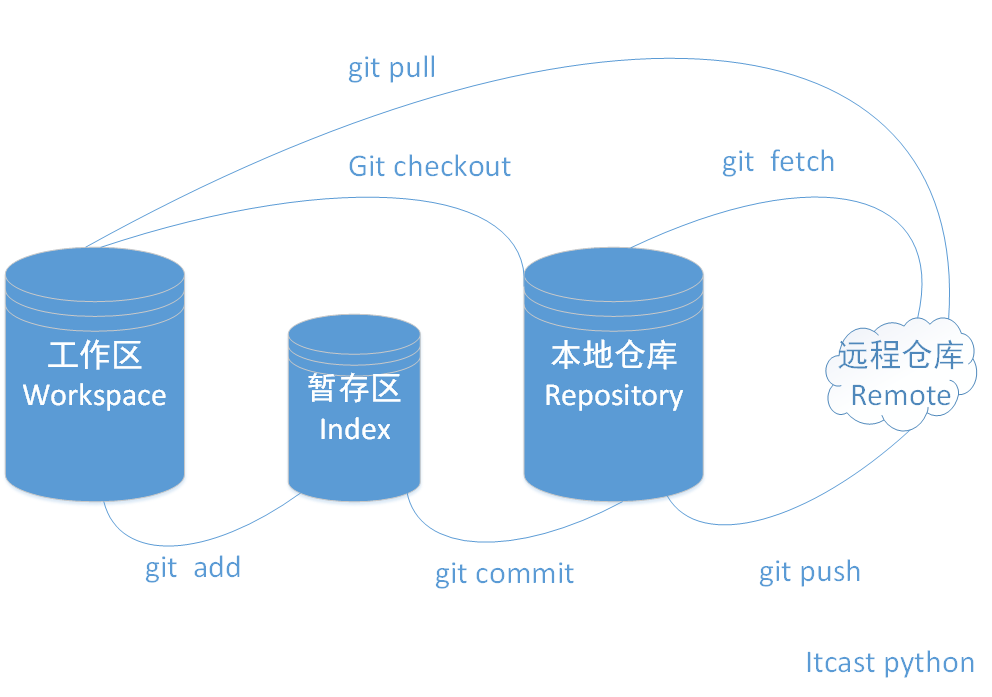 git pull
Git checkout
git  fetch
工作区
Workspace
暂存区
Index
本地仓库
Repository
远程仓库
Remote
git  add
git commit
git push
Itcast python